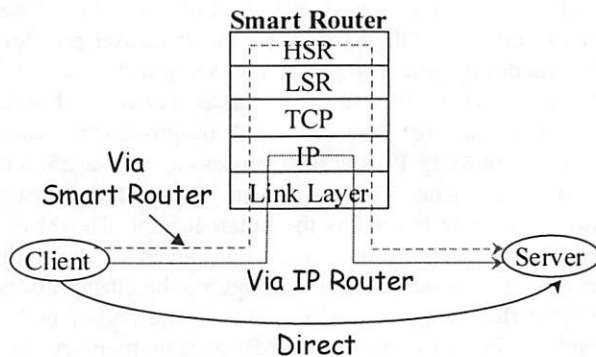 Smart Router
HSR
LSR
TCP
IP
Link Layer
Via
Smart Router
Client
Server
Via IP Router
Direct